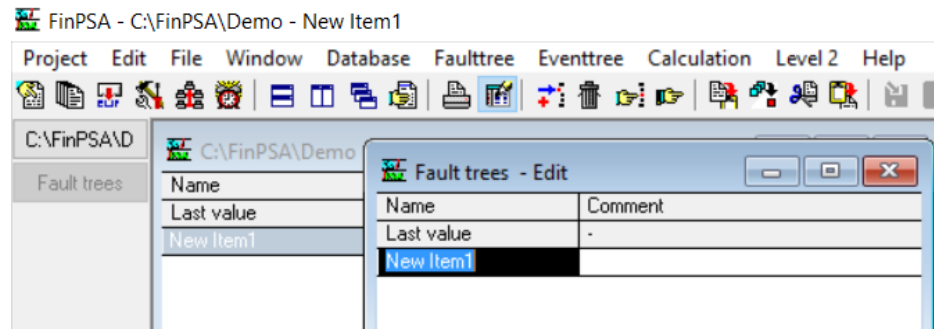 FinPSA - C:\FinPSA\Demo - New Item1
Project Edit File Window Database Faulttree Eventtree Calculation Level 2 Help
C:\FinPSA\D
Fault trees
C:\FinPSA\Demo
Name
Last value
New Item1
Fault trees - Edit
Name Comment
Last value -
New Item1